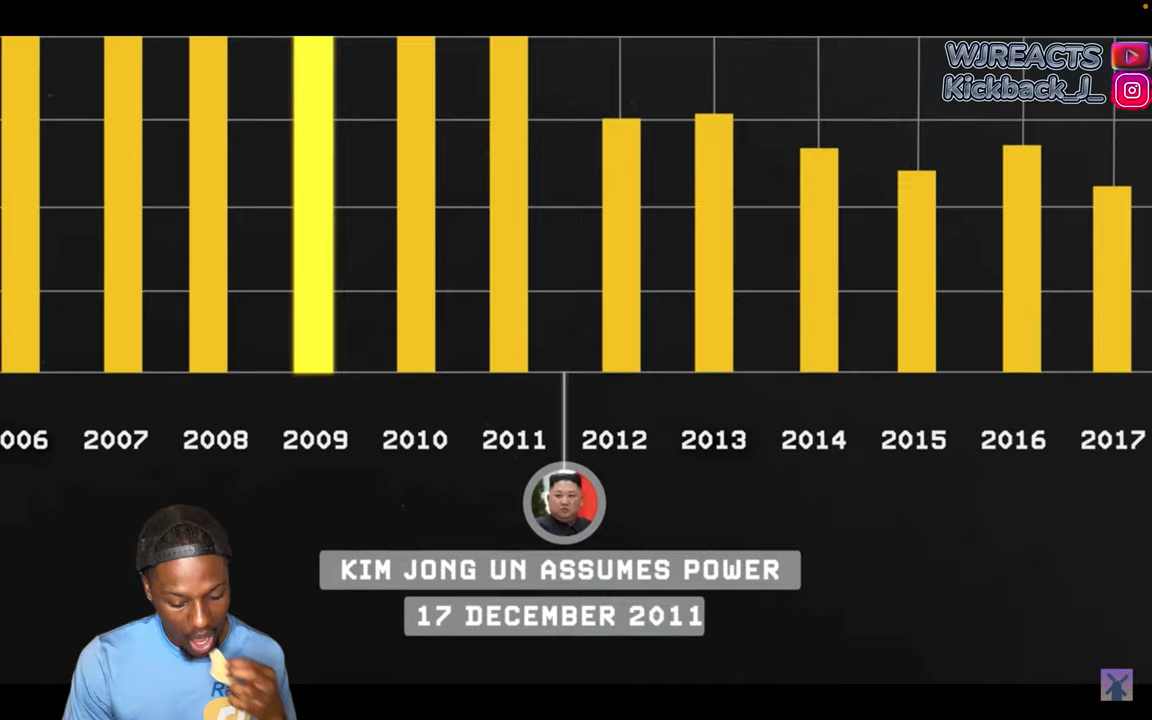 WJREACTS
Kickback_J_
006 2007 2008 2009 2010 2011 2012 2013 2014 2015 2016 2017
KIM JONG UN ASSUMES POWER
17 DECEMBER 2011